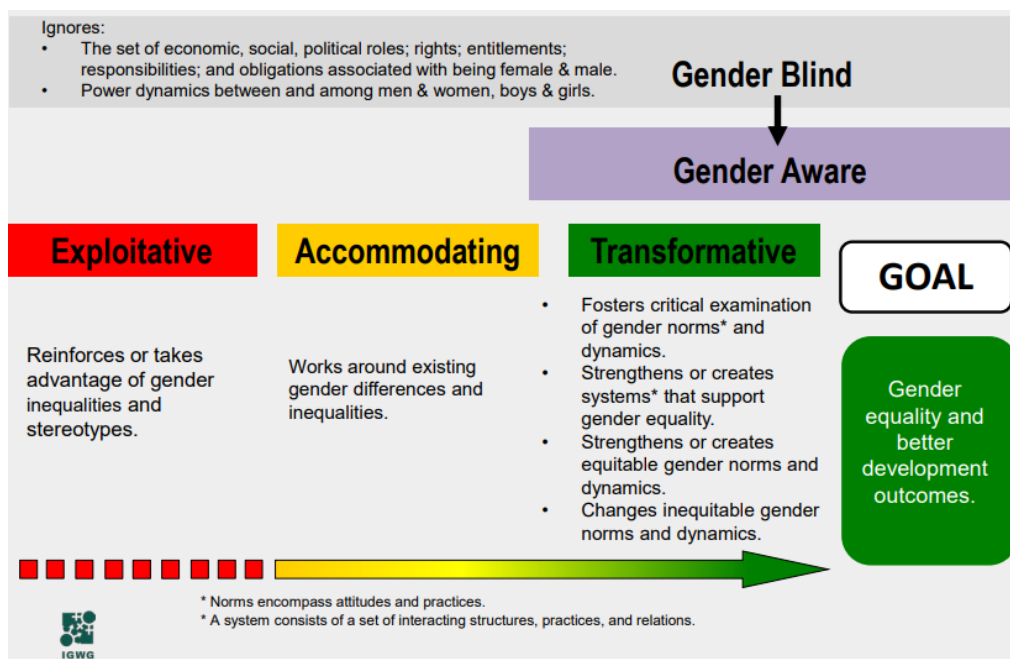 Ignores:
• The set of economic, social, political roles; rights; entitlements;
responsibilities; and obligations associated with being female & male.
• Power dynamics between and among men & women, boys & girls.
Gender Blind
Gender Aware
Exploitative
Reinforces or takes
advantage of gender
inequalities and
stereotypes.
Accommodating
Works around existing
gender differences and
inequalities.
Transformative
• Fosters critical examination
of gender norms* and
dynamics.
• Strengthens or creates
systems* that support
gender equality.
• Strengthens or creates
equitable gender norms and
dynamics.
• Changes inequitable gender
norms and dynamics.
GOAL
Gender
equality and
better
development
outcomes.
* Norms encompass attitudes and practices.
* A system consists of a set of interacting structures, practices, and relations.
IGWG